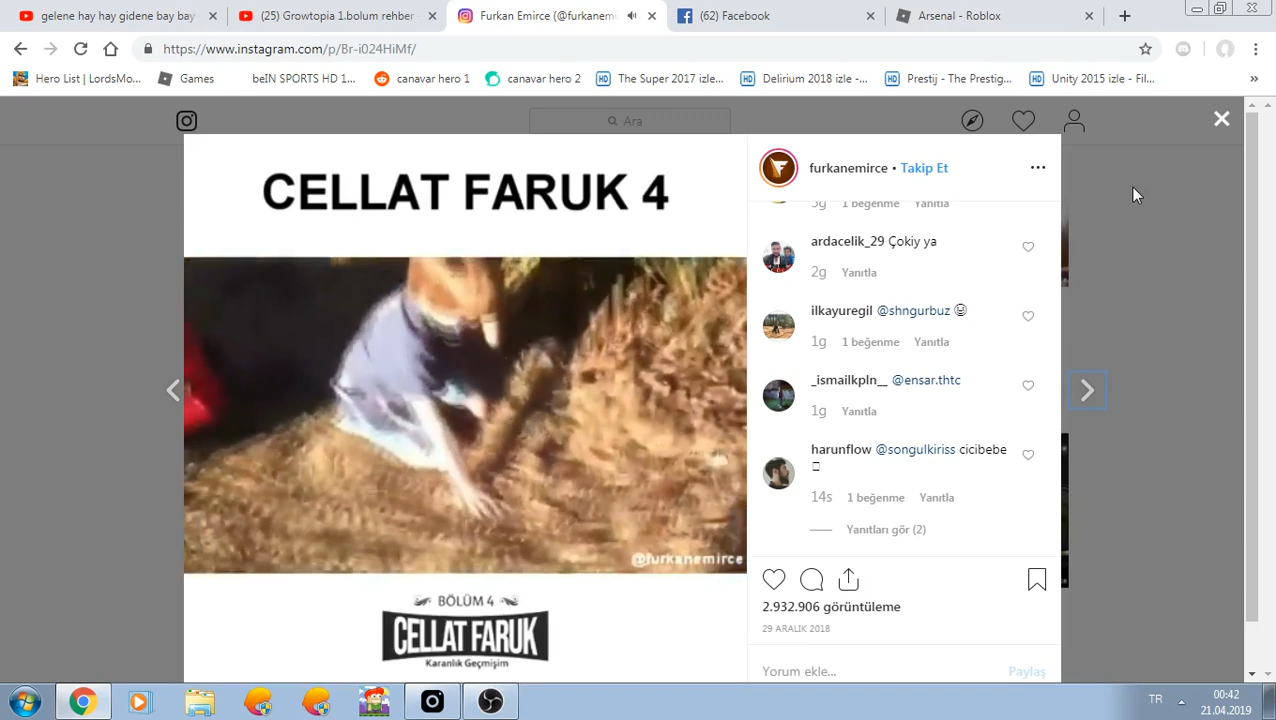 gelene hay hay gidene bay bay
(25) Growtopia 1.bolum rehber
Furkan Emirce (@furkanemi
(62) Facebook
Arsenal - Roblox
https://www.instagram.com/p/Br-i024HiMf/
Hero List | LordsMo...
Games
beIN SPORTS HD 1...
canavar hero 1
canavar hero 2
The Super 2017 izle...
Delirium 2018 izle -...
Prestij - The Prestig...
Unity 2015 izle - Fil...
Ara
CELLAT FARUK 4
@furkanemirce
BÖLÜM 4
CELLAT FARUK
Karanlık Geçmişim
furkanemirce • Takip Et
1 beğenme Yanıtla
ardacelik_29 Çokiy ya
2g Yanıtla
ilkayuregil @shngurbuz
1g 1 beğenme Yanıtla
_ismailkpln__ @ensar.thtc
1g Yanıtla
harunflow @songulkiriss cicibebe
14s 1 beğenme Yanıtla
Yanıtları gör (2)
2.932.906 görüntüleme
29 ARALIK 2018
Yorum ekle...
Paylaş
TR
00:42
21.04.2019